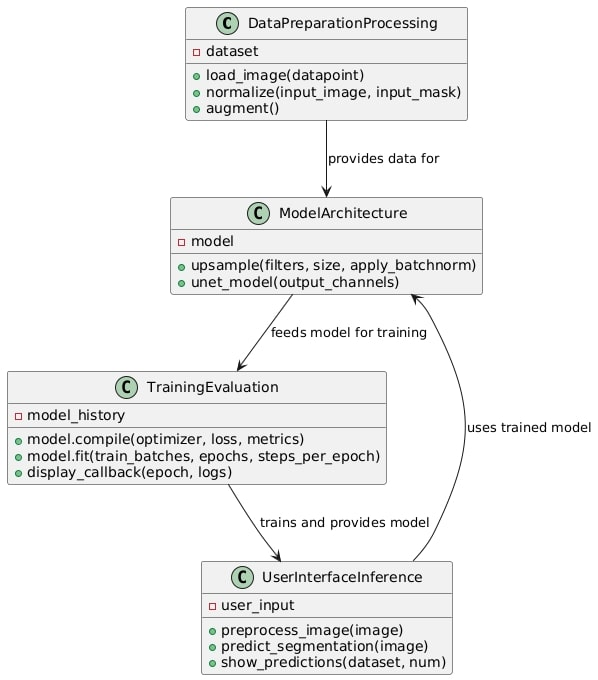 C DataPreparationProcessing
dataset
load_image(datapoint)
normalize(input_image, input_mask)
augment()
provides data for
C ModelArchitecture
model
upsample(filters, size, apply_batchnorm)
unet_model(output_channels)
feeds model for training
C TrainingEvaluation
model_history
model.compile(optimizer, loss, metrics)
model.fit(train_batches, epochs, steps_per_epoch)
display_callback(epoch, logs)
uses trained model
trains and provides model
C UserInterfaceInference
user_input
preprocess_image(image)
predict_segmentation(image)
show_predictions(dataset, num)